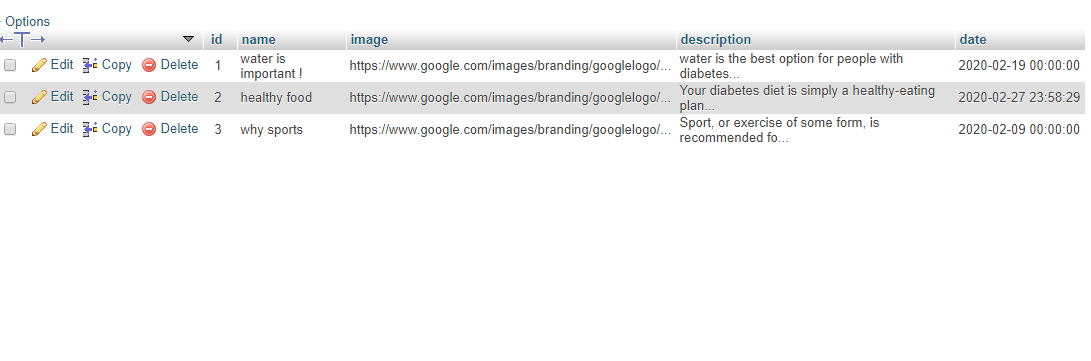 Options
id name image description date
Edit Copy Delete 1 water is important ! https://www.google.com/images/branding/googlelogo/... water is the best option for people with diabetes... 2020-02-19 00:00:00
Edit Copy Delete 2 healthy food https://www.google.com/images/branding/googlelogo/... Your diabetes diet is simply a healthy-eating plan... 2020-02-27 23:58:29
Edit Copy Delete 3 why sports https://www.google.com/images/branding/googlelogo/... Sport, or exercise of some form, is recommended fo... 2020-02-09 00:00:00